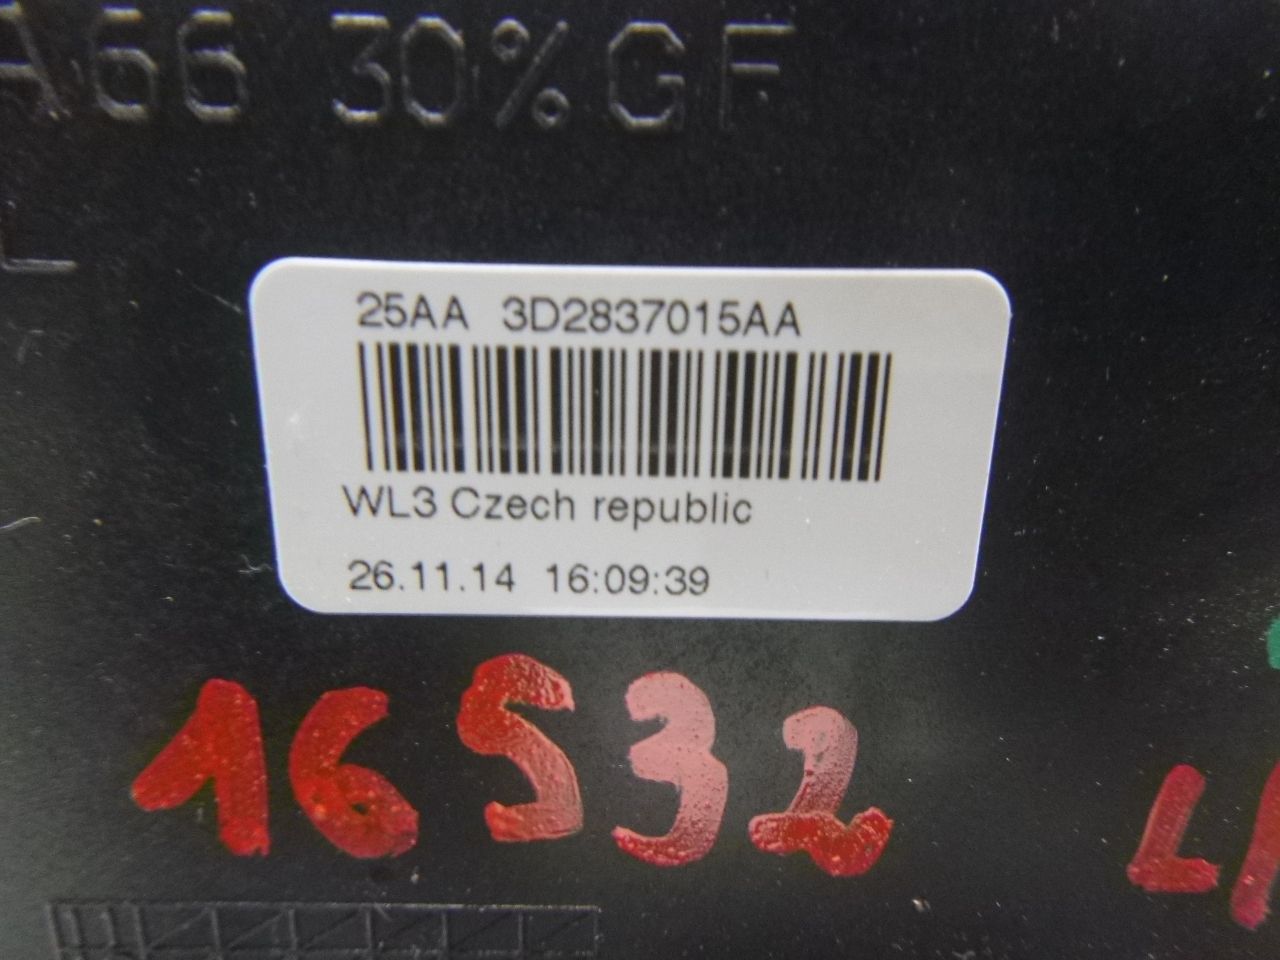 A66 30%GF
L
25AA 3D2837015AA
WL3 Czech republic
26.11.14 16:09:39
16532
L